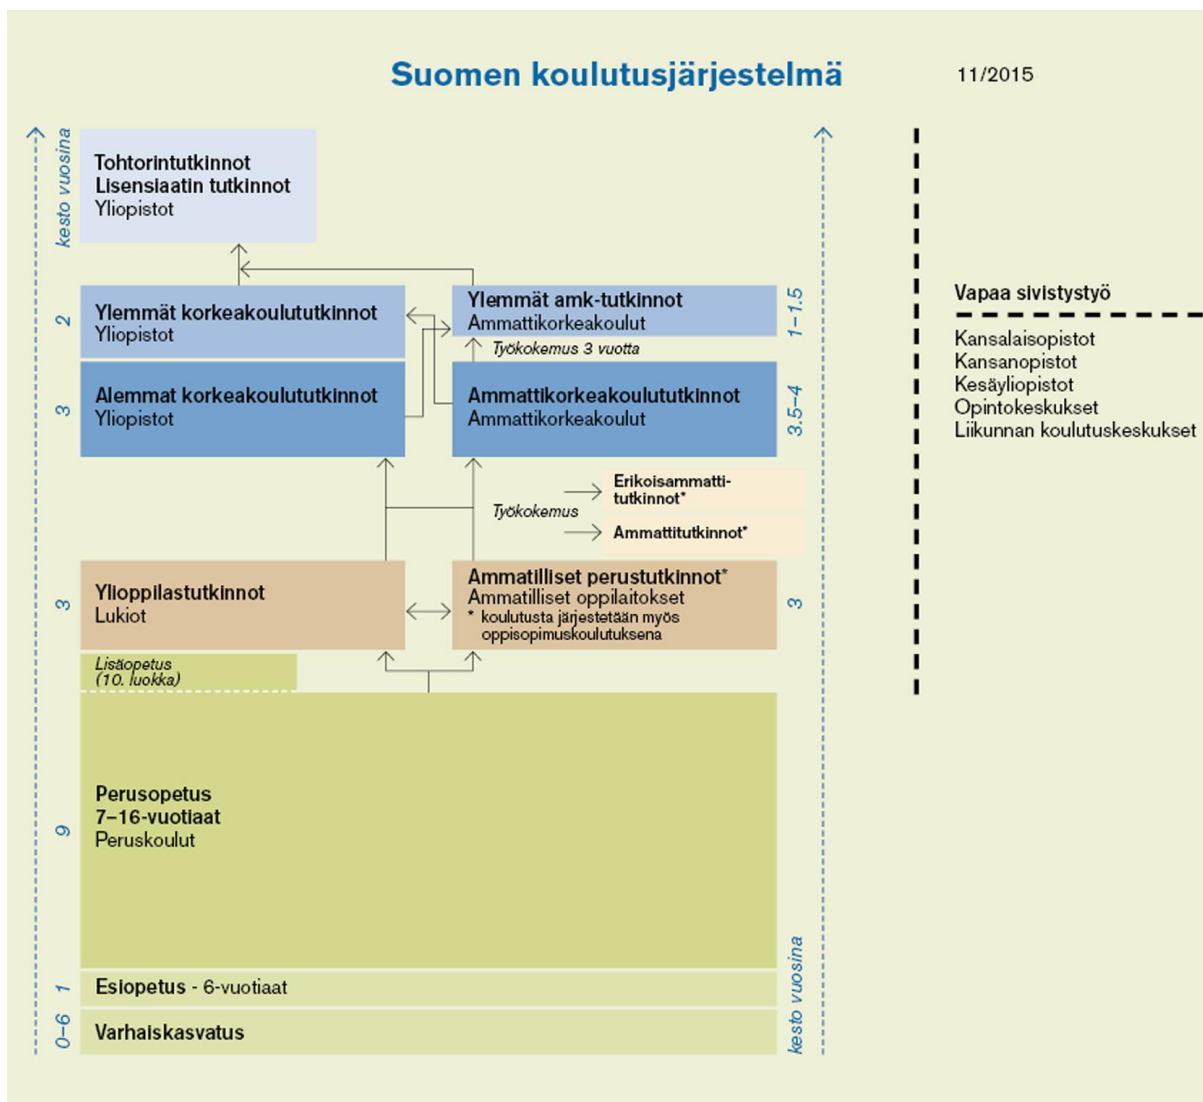 Suomen koulutusjärjestelmä
11/2015
kesto vuosina
Tohtorintutkinnot
Lisensiaatin tutkinnot
Yliopistot
2
Ylemmät korkeakoulututkinnot
Yliopistot
Ylemmät amk-tutkinnot
Ammattikorkeakoulut
1–1.5
Työkokemus 3 vuotta
3
Alemmat korkeakoulututkinnot
Yliopistot
Ammattikorkeakoulututkinnot
Ammattikorkeakoulut
3.5–4
Työkokemus
Erikoisammatti-
tutkinnot*
Ammattitutkinnot*
3
Ylioppilastutkinnot
Lukiot
Ammatilliset perustutkinnot*
Ammatilliset oppilaitokset
* koulutusta järjestetään myös
oppisopimuskoulutuksena
3
Lisäopetus
(10. luokka)
9
Perusopetus
7–16-vuotiaat
Peruskoulut
1
Esiopetus - 6-vuotiaat
0–6
Varhaiskasvatus
kesto vuosina
Vapaa sivistystyö
Kansalaisopistot
Kansanopistot
Kesäyliopistot
Opintokeskukset
Liikunnan koulutuskeskukset